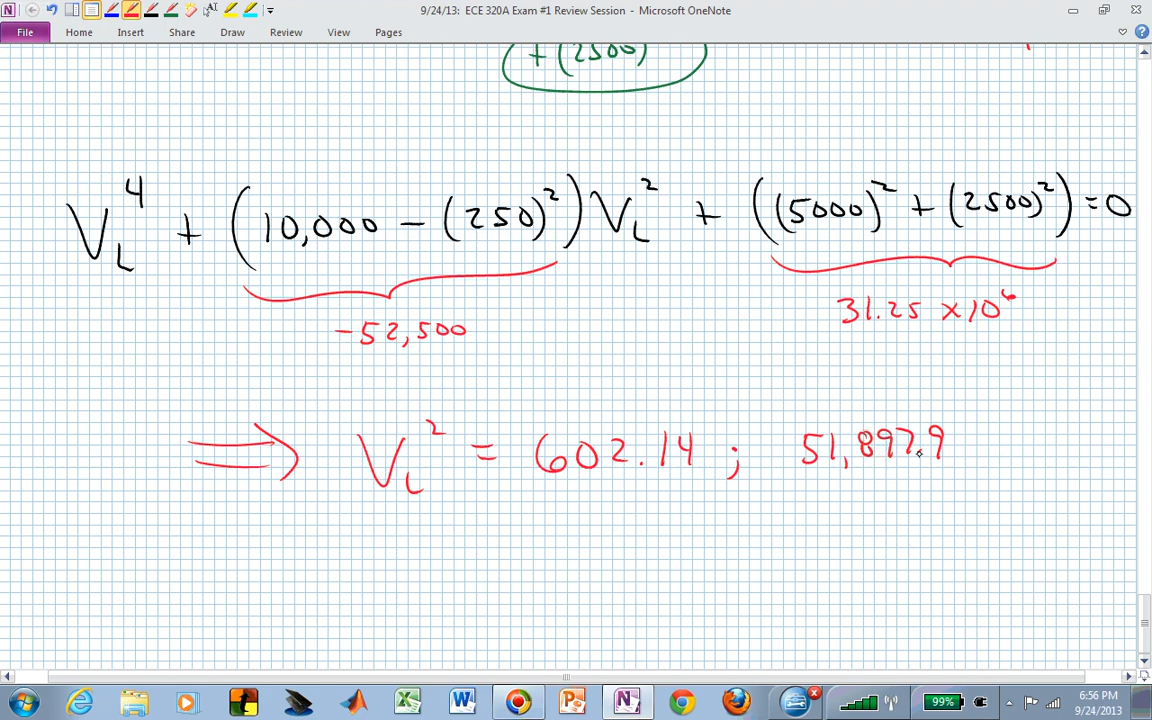 9/24/13: ECE 320A Exam #1 Review Session - Microsoft OneNote
File Home Insert Share Draw Review View Pages
+ (2500)
V_L^4 + (10,000 - (250)^2) V_L^2 + ((5000)^2 + (2500)^2) = 0
-52,500
31.25 x 10^6
⇒ V_L^2 = 602.14 ; 51,897.9
99%
6:56 PM
9/24/2013